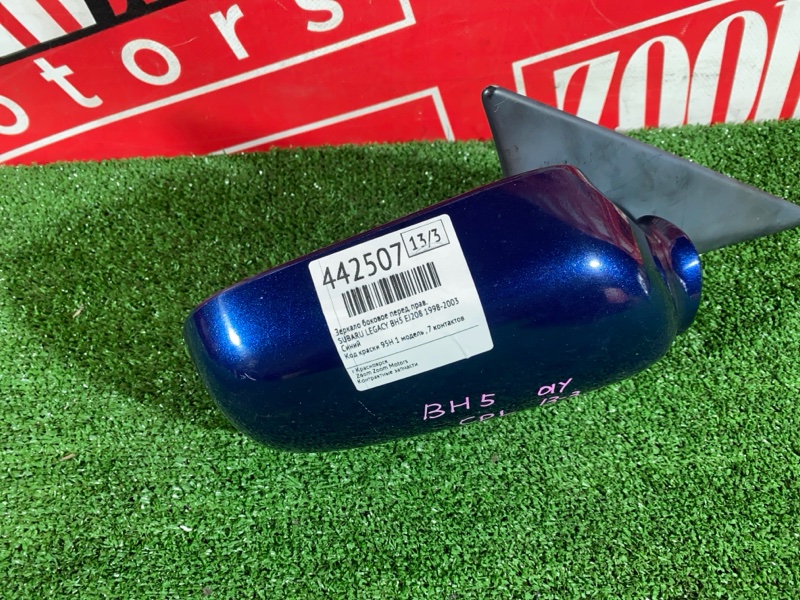 otors
ZOOM
442507 13/3
Зеркало боковое перед. прав.
SUBARU LEGACY BH5 EJ208 1998-2003
Синий
Код краски 95H 1 модель ,7 контактов
г.Красноярск
Zoom Zoom Motors
Контрактные запчасти
BH5 01Y